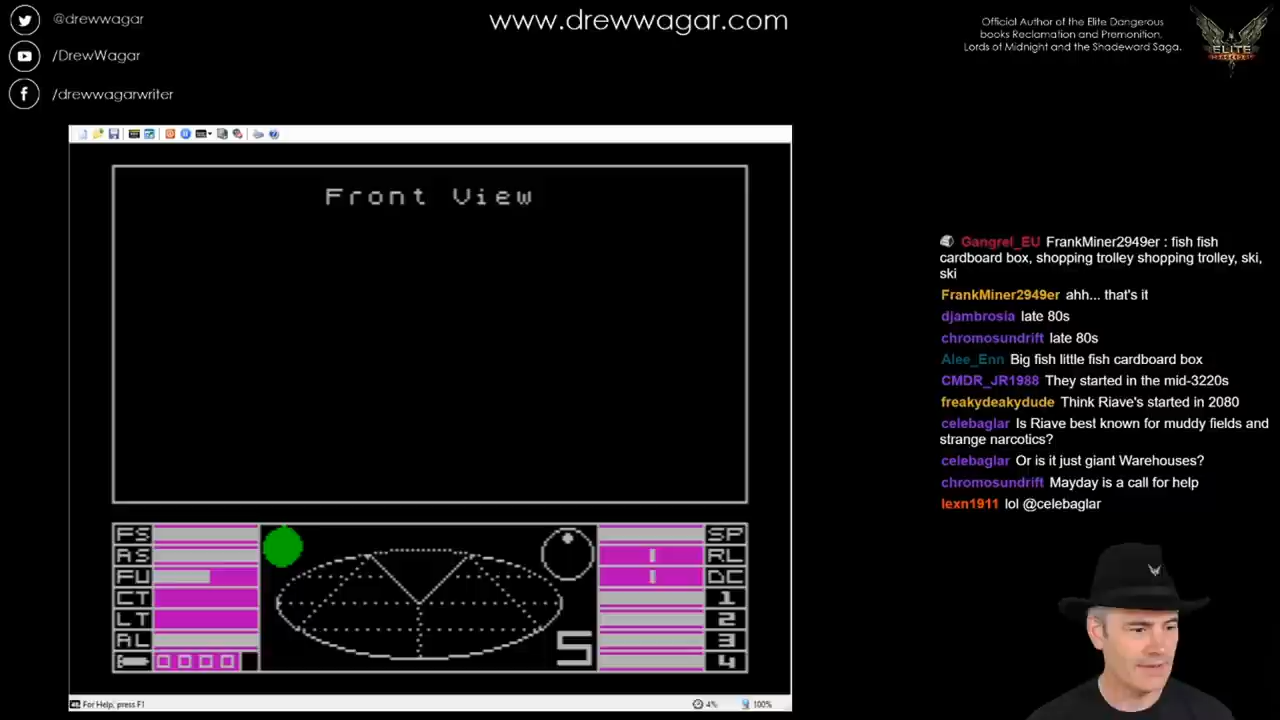 @drewwagar
/DrewWagar
/drewwagarwriter
www.drewwagar.com
Official Author of the Elite Dangerous
books Reclamation and Premonition,
Lords of Midnight and the Shadeward Saga.
ELITE
Front View
FS
AS
FU
CT
LT
AL
S
SP
RL
DC
1
2
3
4
For Help, press F1
4%
100%
Gangrel_EU FrankMiner2949er : fish fish
cardboard box, shopping trolley shopping trolley, ski,
ski
FrankMiner2949er ahh... that's it
djambrosia late 80s
chromosundrift late 80s
Alee_Enn Big fish little fish cardboard box
CMDR_JR1988 They started in the mid-3220s
freakydeakydude Think Riave's started in 2080
celebaglar Is Riave best known for muddy fields and
strange narcotics?
celebaglar Or is it just giant Warehouses?
chromosundrift Mayday is a call for help
lexn1911 lol @celebaglar